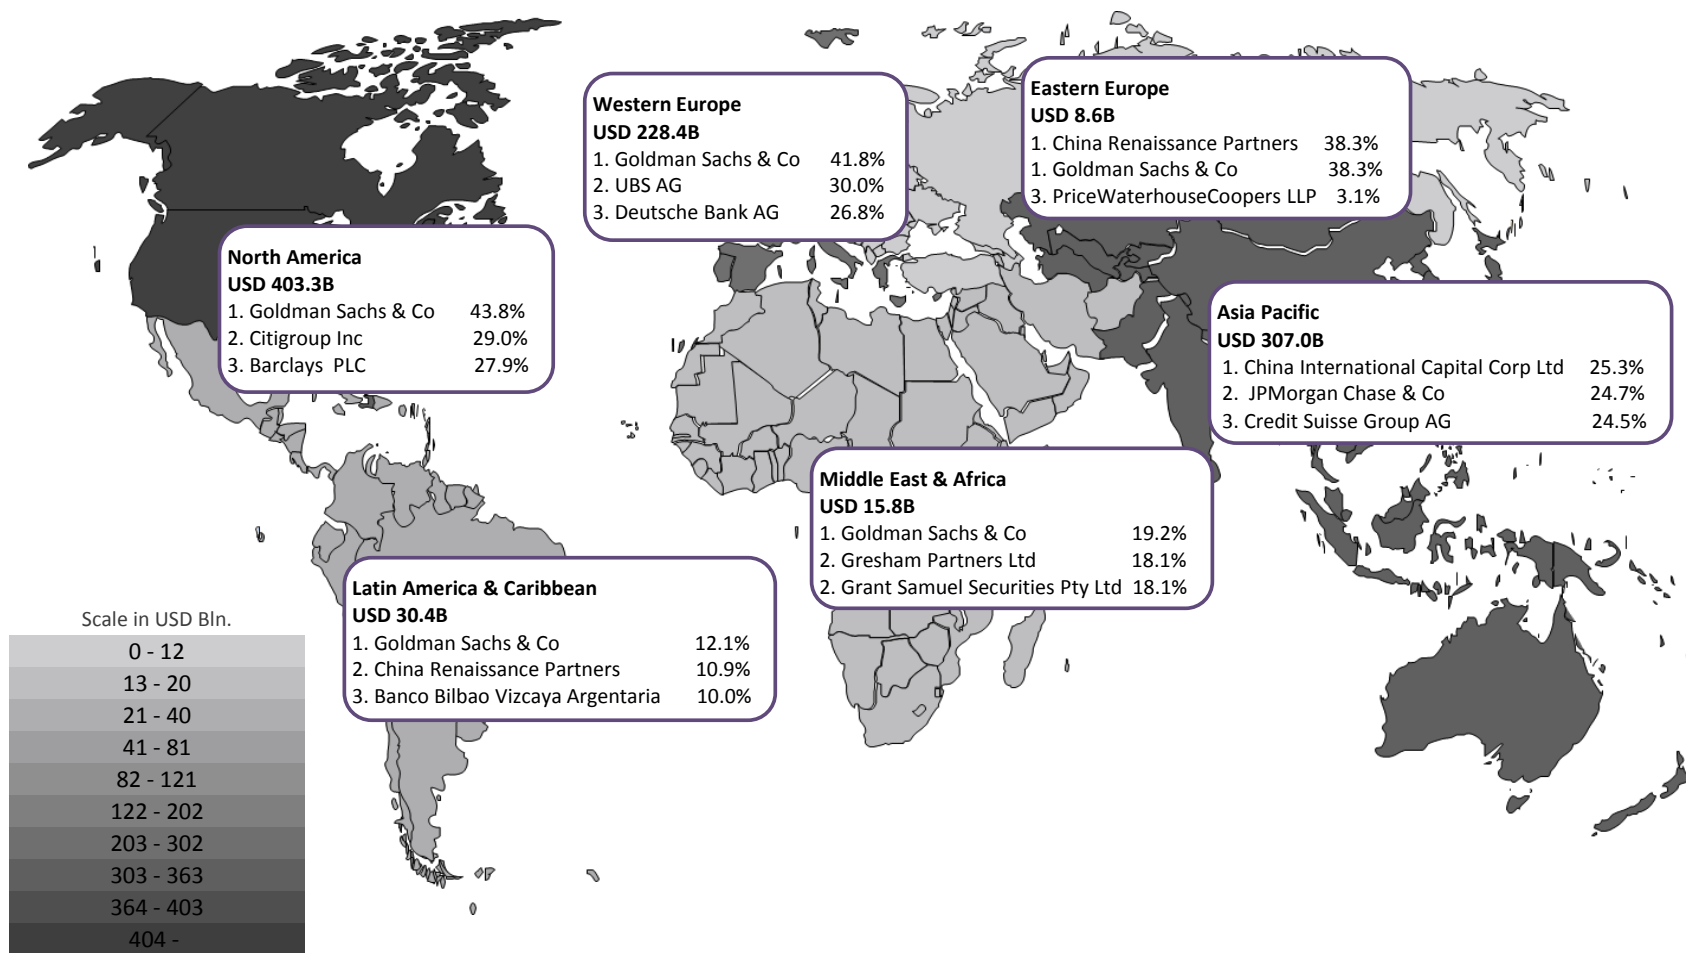 Western Europe
USD 228.4B
1. Goldman Sachs & Co 41.8%
2. UBS AG 30.0%
3. Deutsche Bank AG 26.8%
Eastern Europe
USD 8.6B
1. China Renaissance Partners 38.3%
1. Goldman Sachs & Co 38.3%
3. PriceWaterhouseCoopers LLP 3.1%
North America
USD 403.3B
1. Goldman Sachs & Co 43.8%
2. Citigroup Inc 29.0%
3. Barclays PLC 27.9%
Asia Pacific
USD 307.0B
1. China International Capital Corp Ltd 25.3%
2. JPMorgan Chase & Co 24.7%
3. Credit Suisse Group AG 24.5%
Middle East & Africa
USD 15.8B
1. Goldman Sachs & Co 19.2%
2. Gresham Partners Ltd 18.1%
2. Grant Samuel Securities Pty Ltd 18.1%
Latin America & Caribbean
USD 30.4B
1. Goldman Sachs & Co 12.1%
2. China Renaissance Partners 10.9%
3. Banco Bilbao Vizcaya Argentaria 10.0%
Scale in USD Bln.
0 - 12
13 - 20
21 - 40
41 - 81
82 - 121
122 - 202
203 - 302
303 - 363
364 - 403
404 -